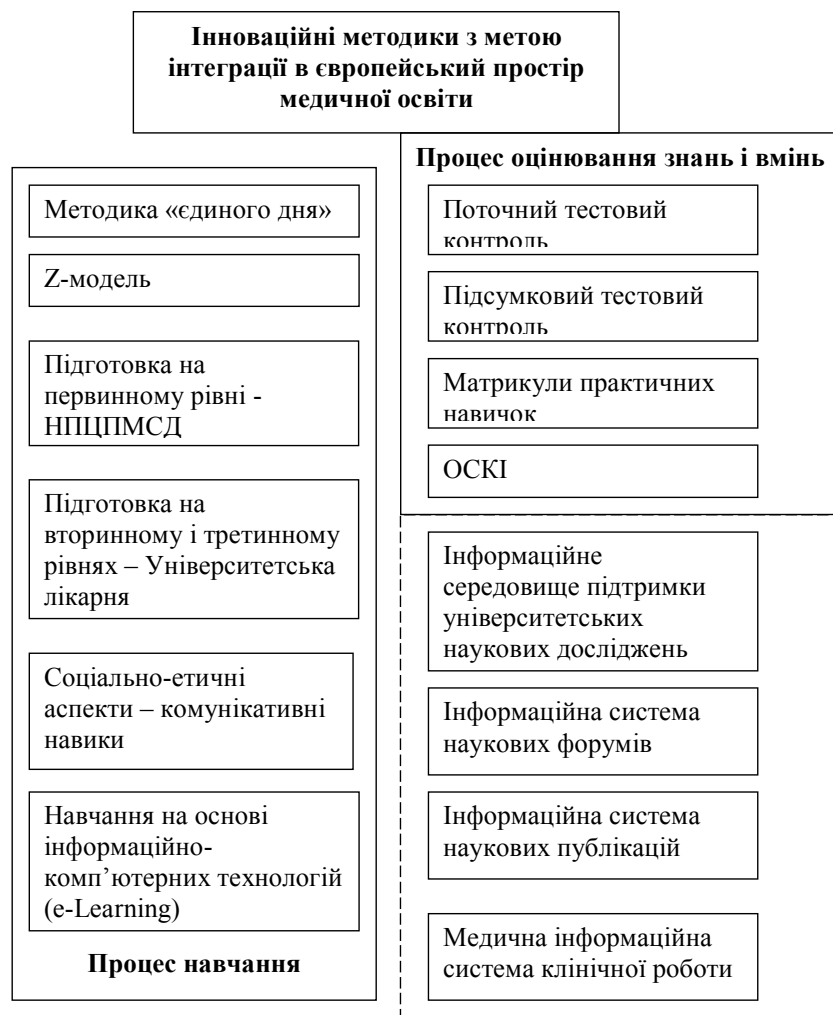 Інноваційні методики з метою
інтеграції в європейський простір
медичної освіти
Методика «єдиного дня»
Z-модель
Підготовка на
первинному рівні -
НПЦПМСД
Підготовка на
вторинному і третинному
рівнях – Університетська
лікарня
Соціально-етичні
аспекти – комунікативні
навики
Навчання на основі
інформаційно-
комп’ютерних технологій
(e-Learning)
Процес навчання
Процес оцінювання знань і вмінь
Поточний тестовий
контроль
Підсумковий тестовий
контроль
Матрикули практичних
навичок
ОСКІ
Інформаційне
середовище підтримки
університетських
наукових досліджень
Інформаційна система
наукових форумів
Інформаційна система
наукових публікацій
Медична інформаційна
система клінічної роботи